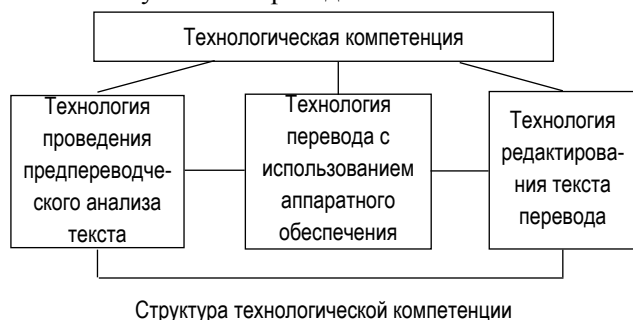 Технологическая компетенция
Технология
проведения
предпереводче-
ского анализа
текста
Технология
перевода с
использованием
аппаратного
обеспечения
Технология
редактирова-
ния текста
перевода
Структура технологической компетенции